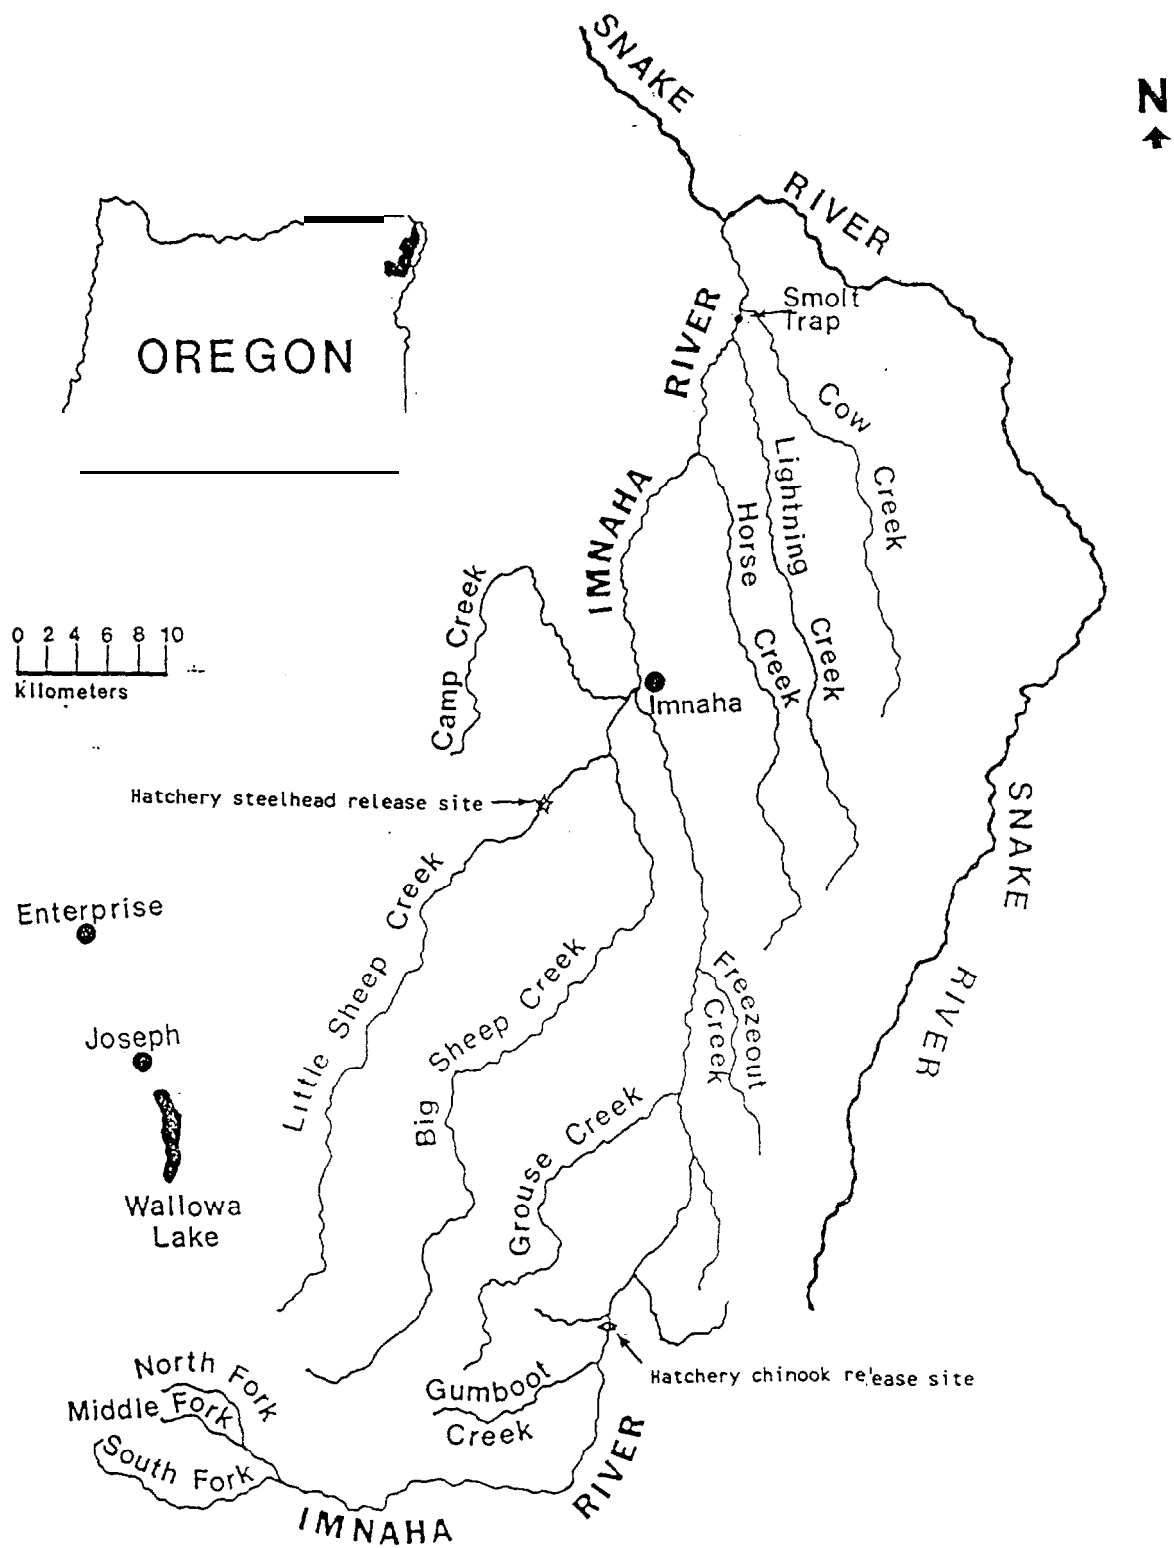 SNAKE
RIVER
N
OREGON
Smolt
Trap
RIVER
IMNAHA
Cow
Creek
Lightning
Creek
Horse
Creek
Camp Creek
0 2 4 6 8 10
kilometers
Imnaha
Hatchery steelhead release site
SNAKE
RIVER
Enterprise
Little Sheep Creek
Big
Sheep Creek
Freezeout
Creek
Joseph
Wallowa
Lake
Grouse Creek
Hatchery chinook release site
North Fork
Middle Fork
South Fork
Gumboot
Creek
IMNAHA
RIVER